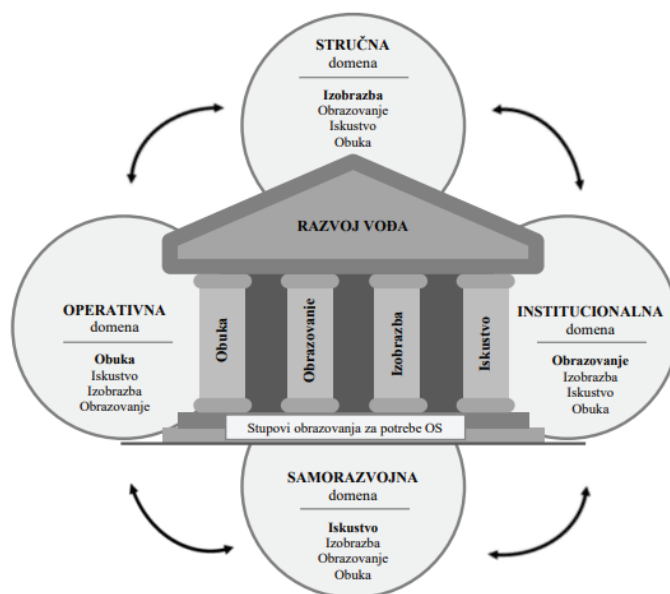 STRUČNA
domena
Izobrazba
Obrazovanje
Iskustvo
Obuka
RAZVOJ VOĐA
OPERATIVNA
domena
Obuka
Iskustvo
Izobrazba
Obrazovanje
Obuka
Obrazovanje
Izobrazba
Iskustvo
INSTITUCIONALNA
domena
Obrazovanje
Izobrazba
Iskustvo
Obuka
Stupovi obrazovanja za potrebe OS
SAMORAZVOJNA
domena
Iskustvo
Izobrazba
Obrazovanje
Obuka